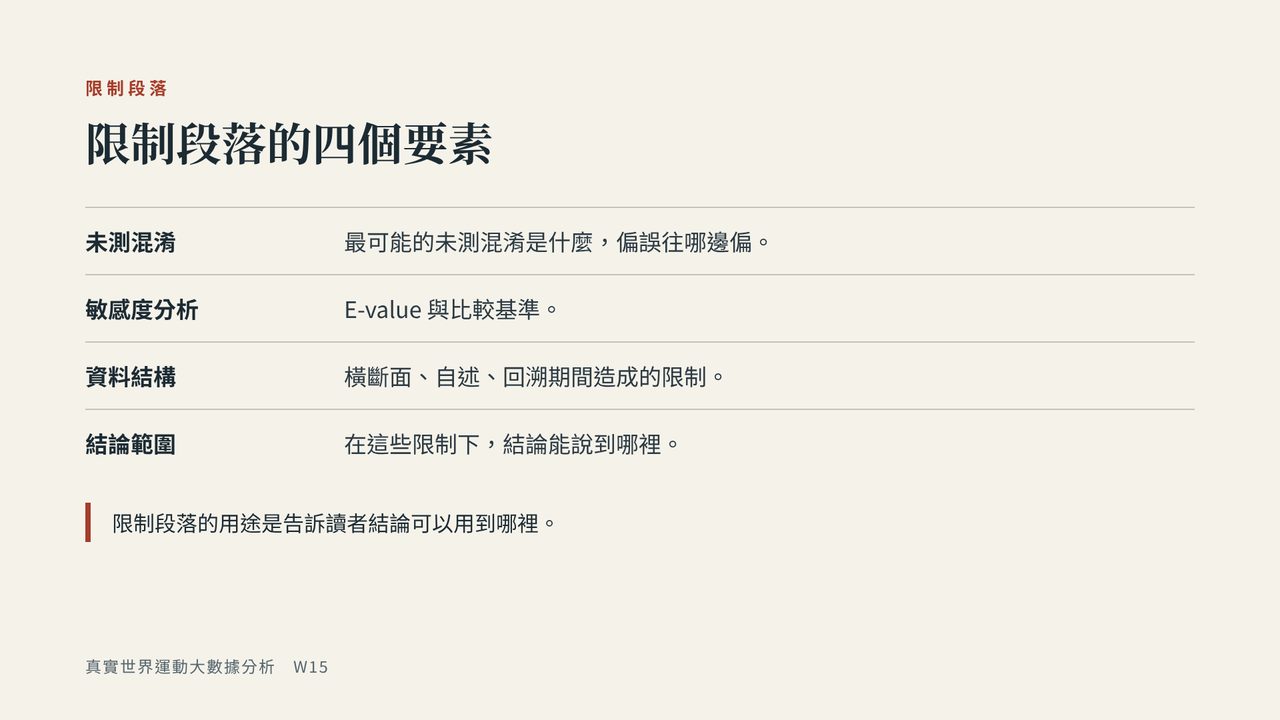 限制段落
限制段落的四個要素
未測混淆 最可能的未測混淆是什麼，偏誤往哪邊偏。
敏感度分析 E-value 與比較基準。
資料結構 橫斷面、自述、回溯期間造成的限制。
結論範圍 在這些限制下，結論能說到哪裡。
限制段落的用途是告訴讀者結論可以用到哪裡。
真實世界運動大數據分析 W15